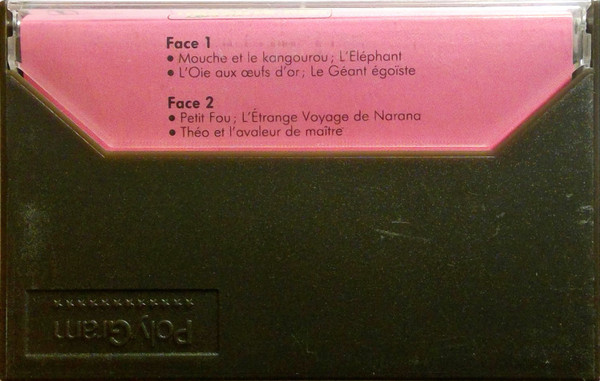 Face 1
• Mouche et le kangourou; L'Eléphant
• L'Oie aux œufs d'or; Le Géant égoïste
Face 2
• Petit Fou; L'Étrange Voyage de Narana
• Théo et l'avaleur de maître
PolyGram